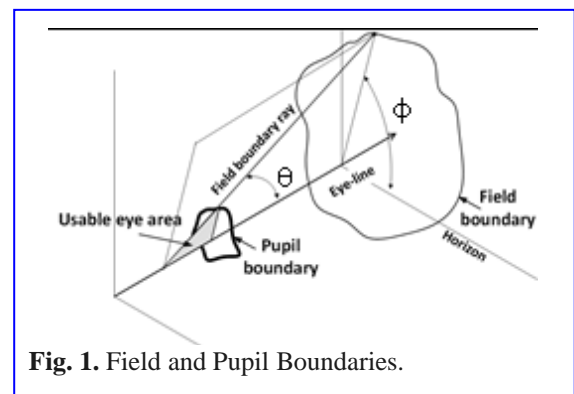 Φ
Field boundary ray
θ
Eye-line
Usable eye area
Field
boundary
Pupil
boundary
Horizon
Fig. 1. Field and Pupil Boundaries.